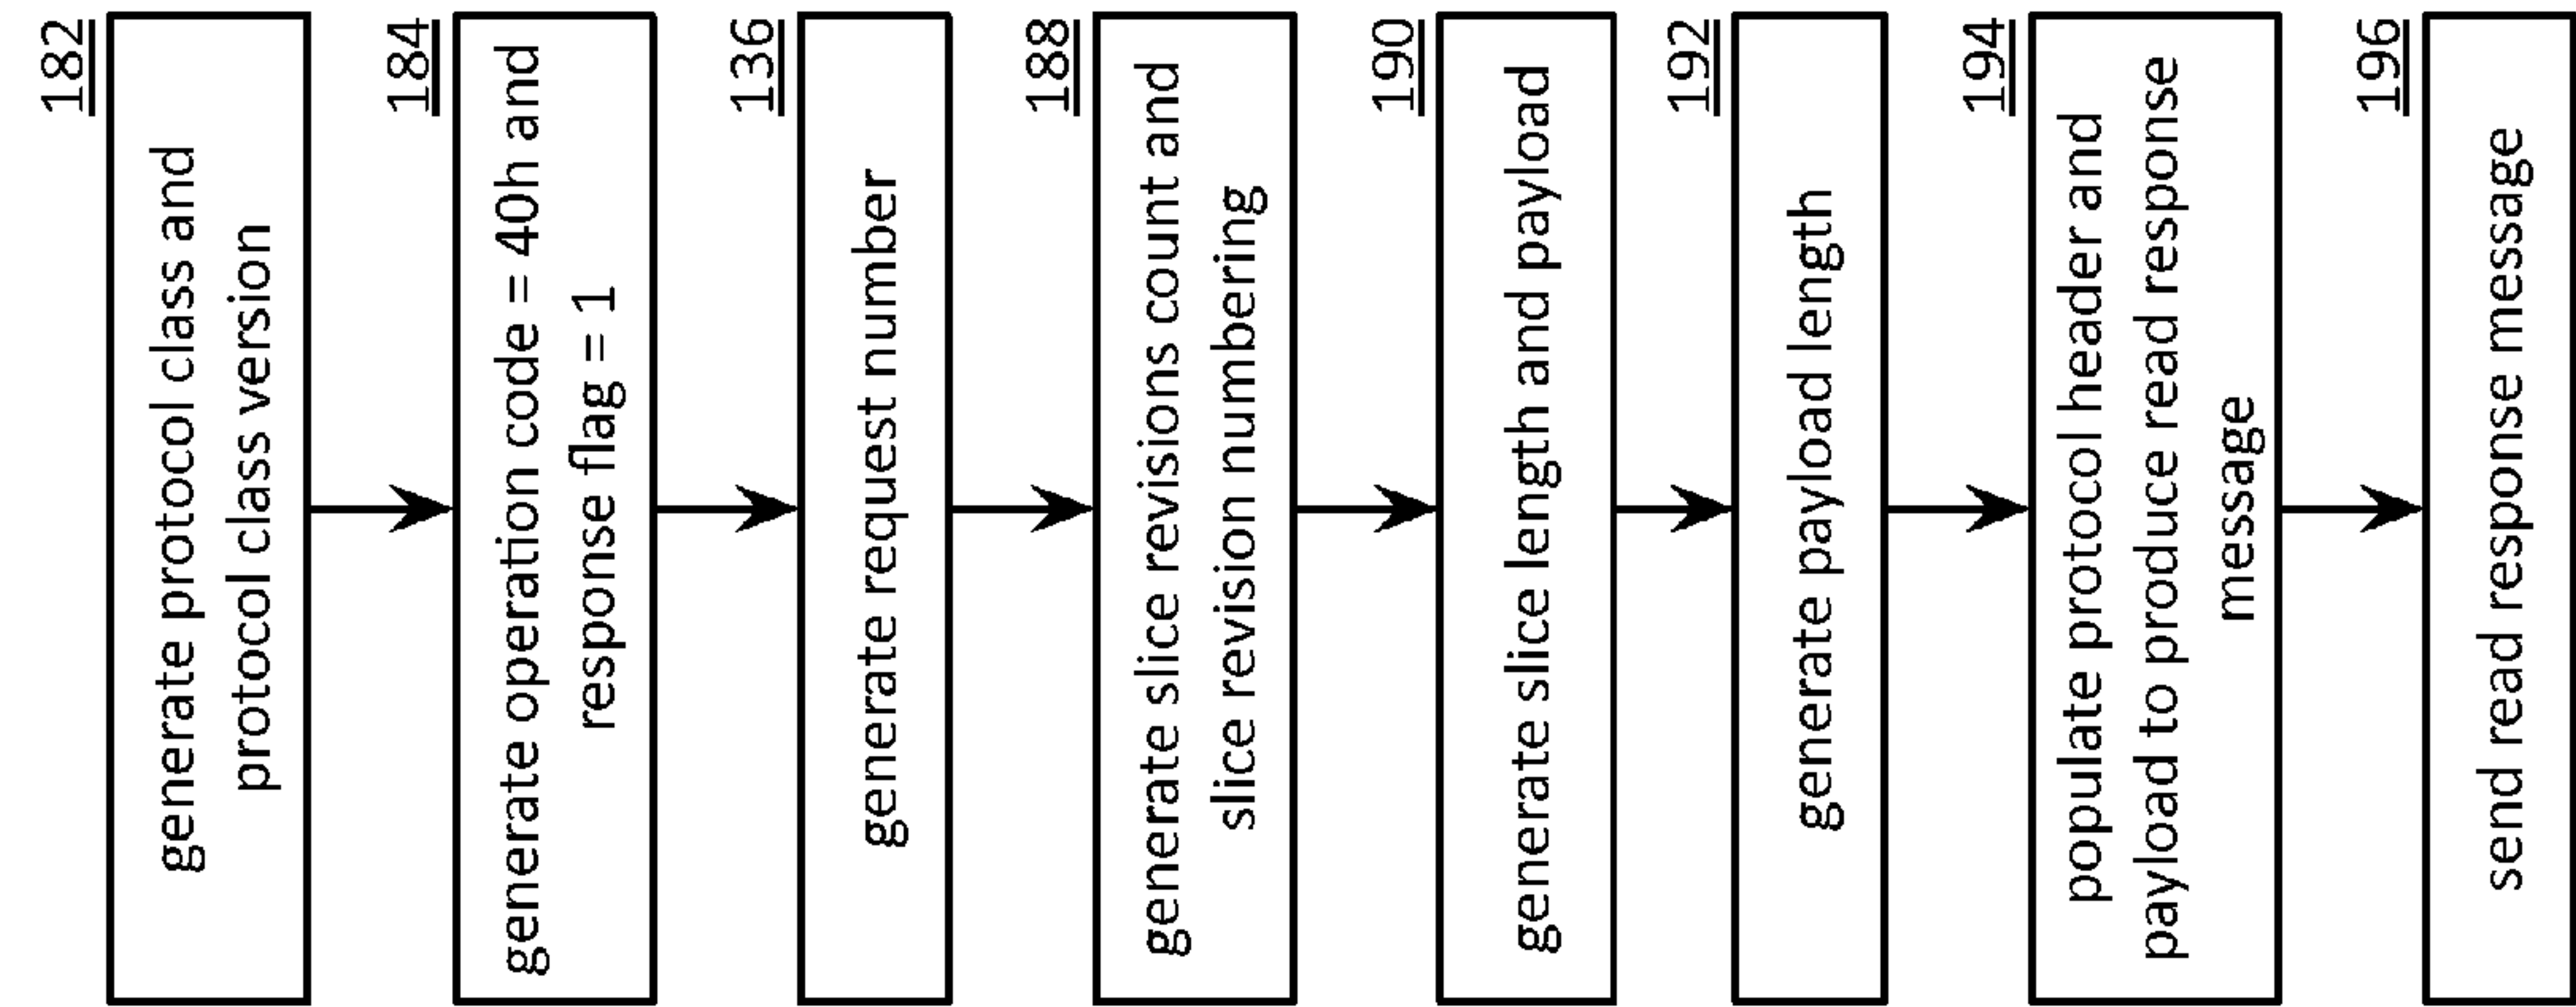 182
generate protocol class and
protocol class version
184
generate operation code = 40h and
response flag = 1
136
generate request number
188
generate slice revisions count and
slice revision numbering
190
generate slice length and payload
192
generate payload length
194
populate protocol header and
payload to produce read response
message
196
send read response message